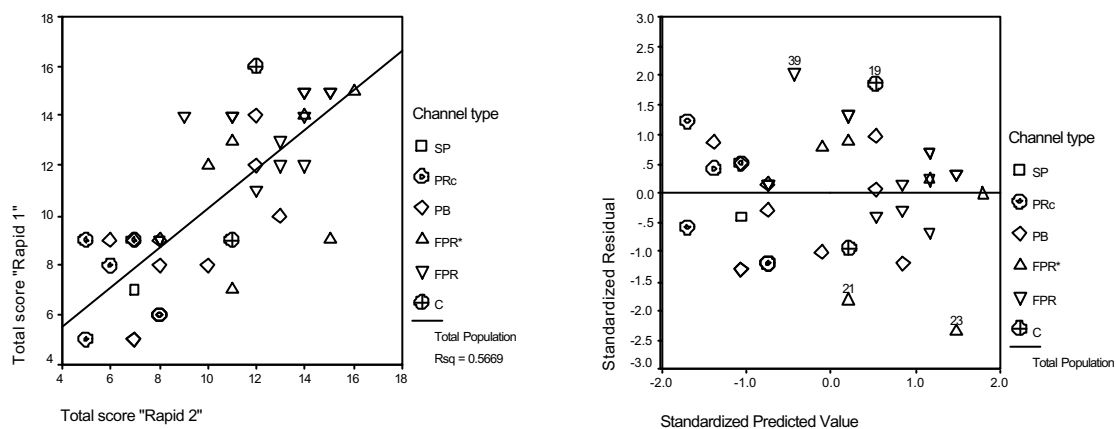 18
16
14
12
10
8
6
4
4 6 8 10 12 14 16 18
Total score "Rapid 1"
Total score "Rapid 2"
Channel type
SP
PRc
PB
FPR*
FPR
C
Total Population
Rsq = 0.5669
3.0
2.5
2.0
1.5
1.0
.5
0.0
-.5
-1.0
-1.5
-2.0
-2.5
-3.0
-2.0 -1.0 0.0 1.0 2.0
39
19
21
23
Standardized Residual
Standardized Predicted Value
Channel type
SP
PRc
PB
FPR*
FPR
C
Total Population